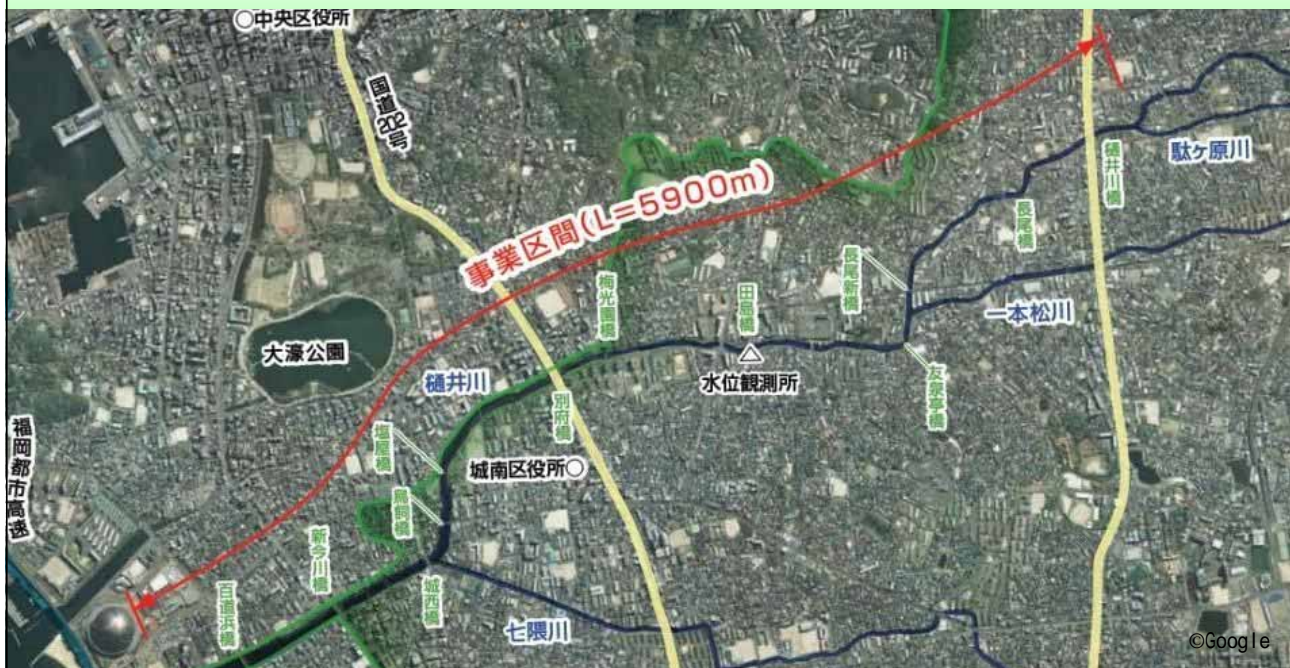 ○中央区役所
国道202号
事業区間(L=5900m)
駄ヶ原川
樋井川橋
長尾橋
長尾新橋
一本松川
梅光園橋
田島橋
水位観測所
友泉亭橋
大濠公園
樋井川
別府橋
塩屋橋
城南区役所○
鳥飼橋
福岡都市高速
新今川橋
百道浜橋
城西橋
七隈川
©Google